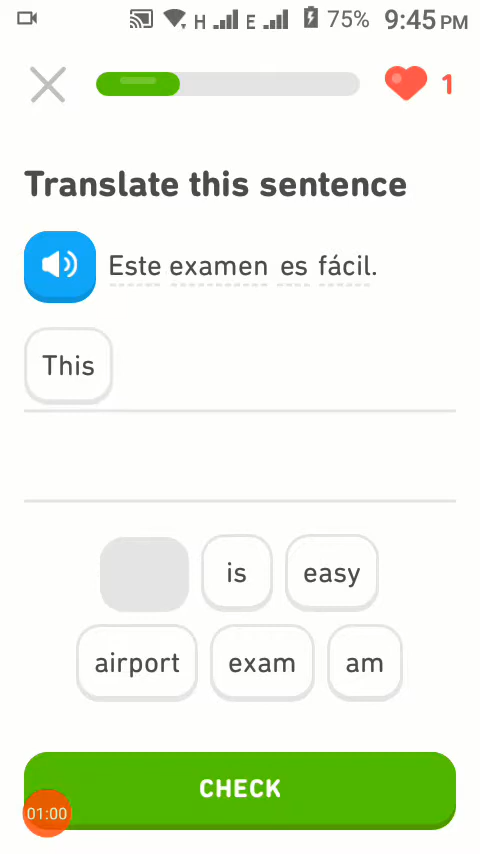 H E 75% 9:45 PM
1
Translate this sentence
Este examen es fácil.
This
is easy
airport exam am
CHECK
01:00